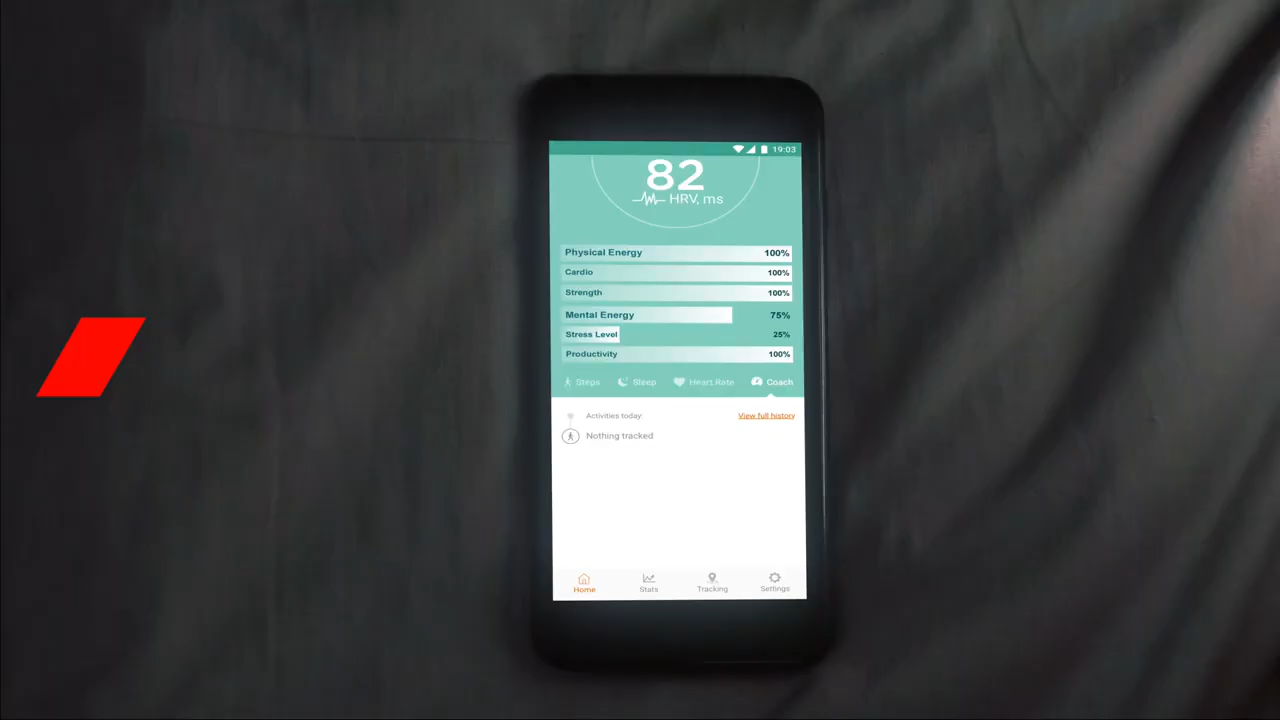 19:03
82
HRV, ms
Physical Energy 100%
Cardio 100%
Strength 100%
Mental Energy 75%
Stress Level 25%
Productivity 100%
Steps Sleep Heart Rate Coach
Activities today: View full history
Nothing tracked
Home Stats Tracking Settings